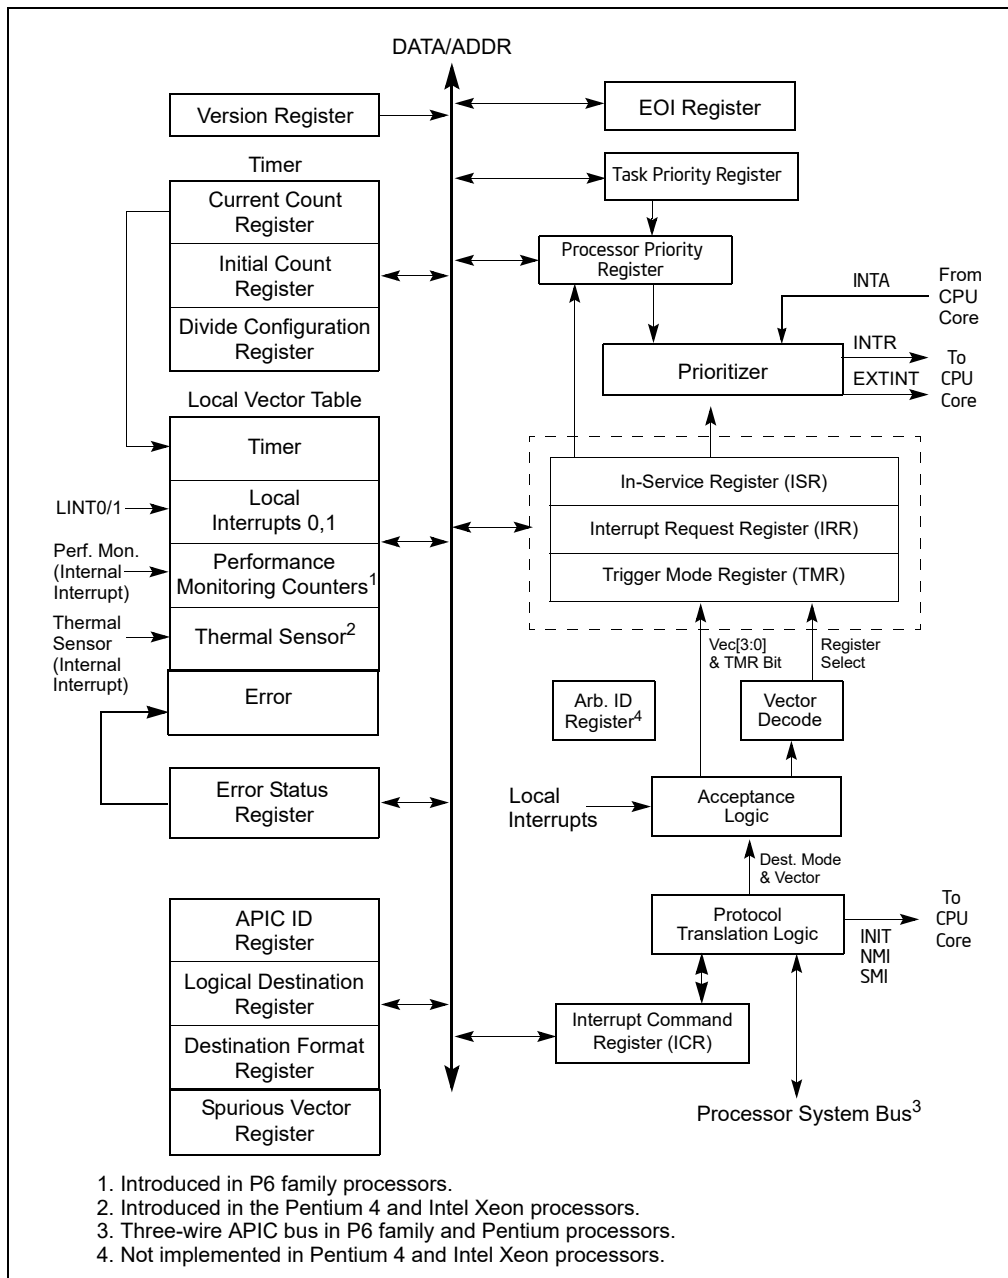 DATA/ADDR
Version Register
EOI Register
Timer
Current Count
Register
Initial Count
Register
Divide Configuration
Register
Task Priority Register
Processor Priority
Register
INTA
From
CPU
Core
Prioritizer
INTR
EXTINT
To
CPU
Core
Local Vector Table
Timer
LINT0/1
Local
Interrupts 0,1
Perf. Mon.
(Internal
Interrupt)
Performance
Monitoring Counters1
Thermal
Sensor
(Internal
Interrupt)
Thermal Sensor2
Error
In-Service Register (ISR)
Interrupt Request Register (IRR)
Trigger Mode Register (TMR)
Vec[3:0]
& TMR Bit
Register
Select
Arb. ID
Register4
Vector
Decode
Error Status
Register
Local
Interrupts
Acceptance
Logic
Dest. Mode
& Vector
APIC ID
Register
Logical Destination
Register
Destination Format
Register
Spurious Vector
Register
Protocol
Translation Logic
INIT
NMI
SMI
To
CPU
Core
Interrupt Command
Register (ICR)
Processor System Bus3
1. Introduced in P6 family processors.
2. Introduced in the Pentium 4 and Intel Xeon processors.
3. Three-wire APIC bus in P6 family and Pentium processors.
4. Not implemented in Pentium 4 and Intel Xeon processors.